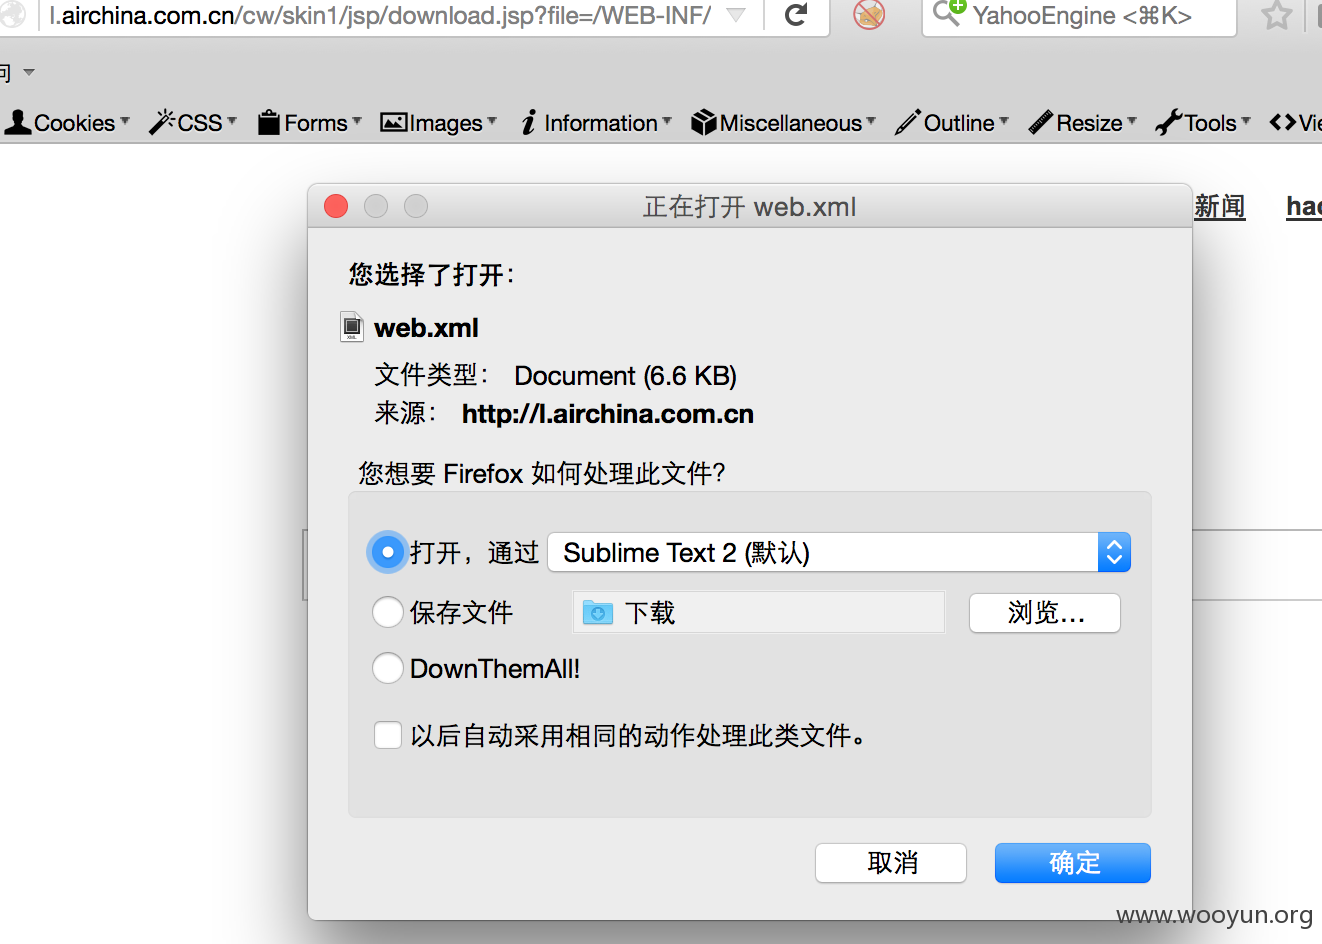 l.airchina.com.cn/cw/skin1/jsp/download.jsp?file=/WEB-INF/
YahooEngine <⌘K>
问
Cookies CSS Forms Images Information Miscellaneous Outline Resize Tools Vie
正在打开 web.xml
新闻 hac
您选择了打开：
web.xml
文件类型： Document (6.6 KB)
来源： http://l.airchina.com.cn
您想要 Firefox 如何处理此文件？
打开，通过 Sublime Text 2 (默认)
保存文件 下载 浏览...
DownThemAll!
以后自动采用相同的动作处理此类文件。
取消 确定
www.wooyun.org